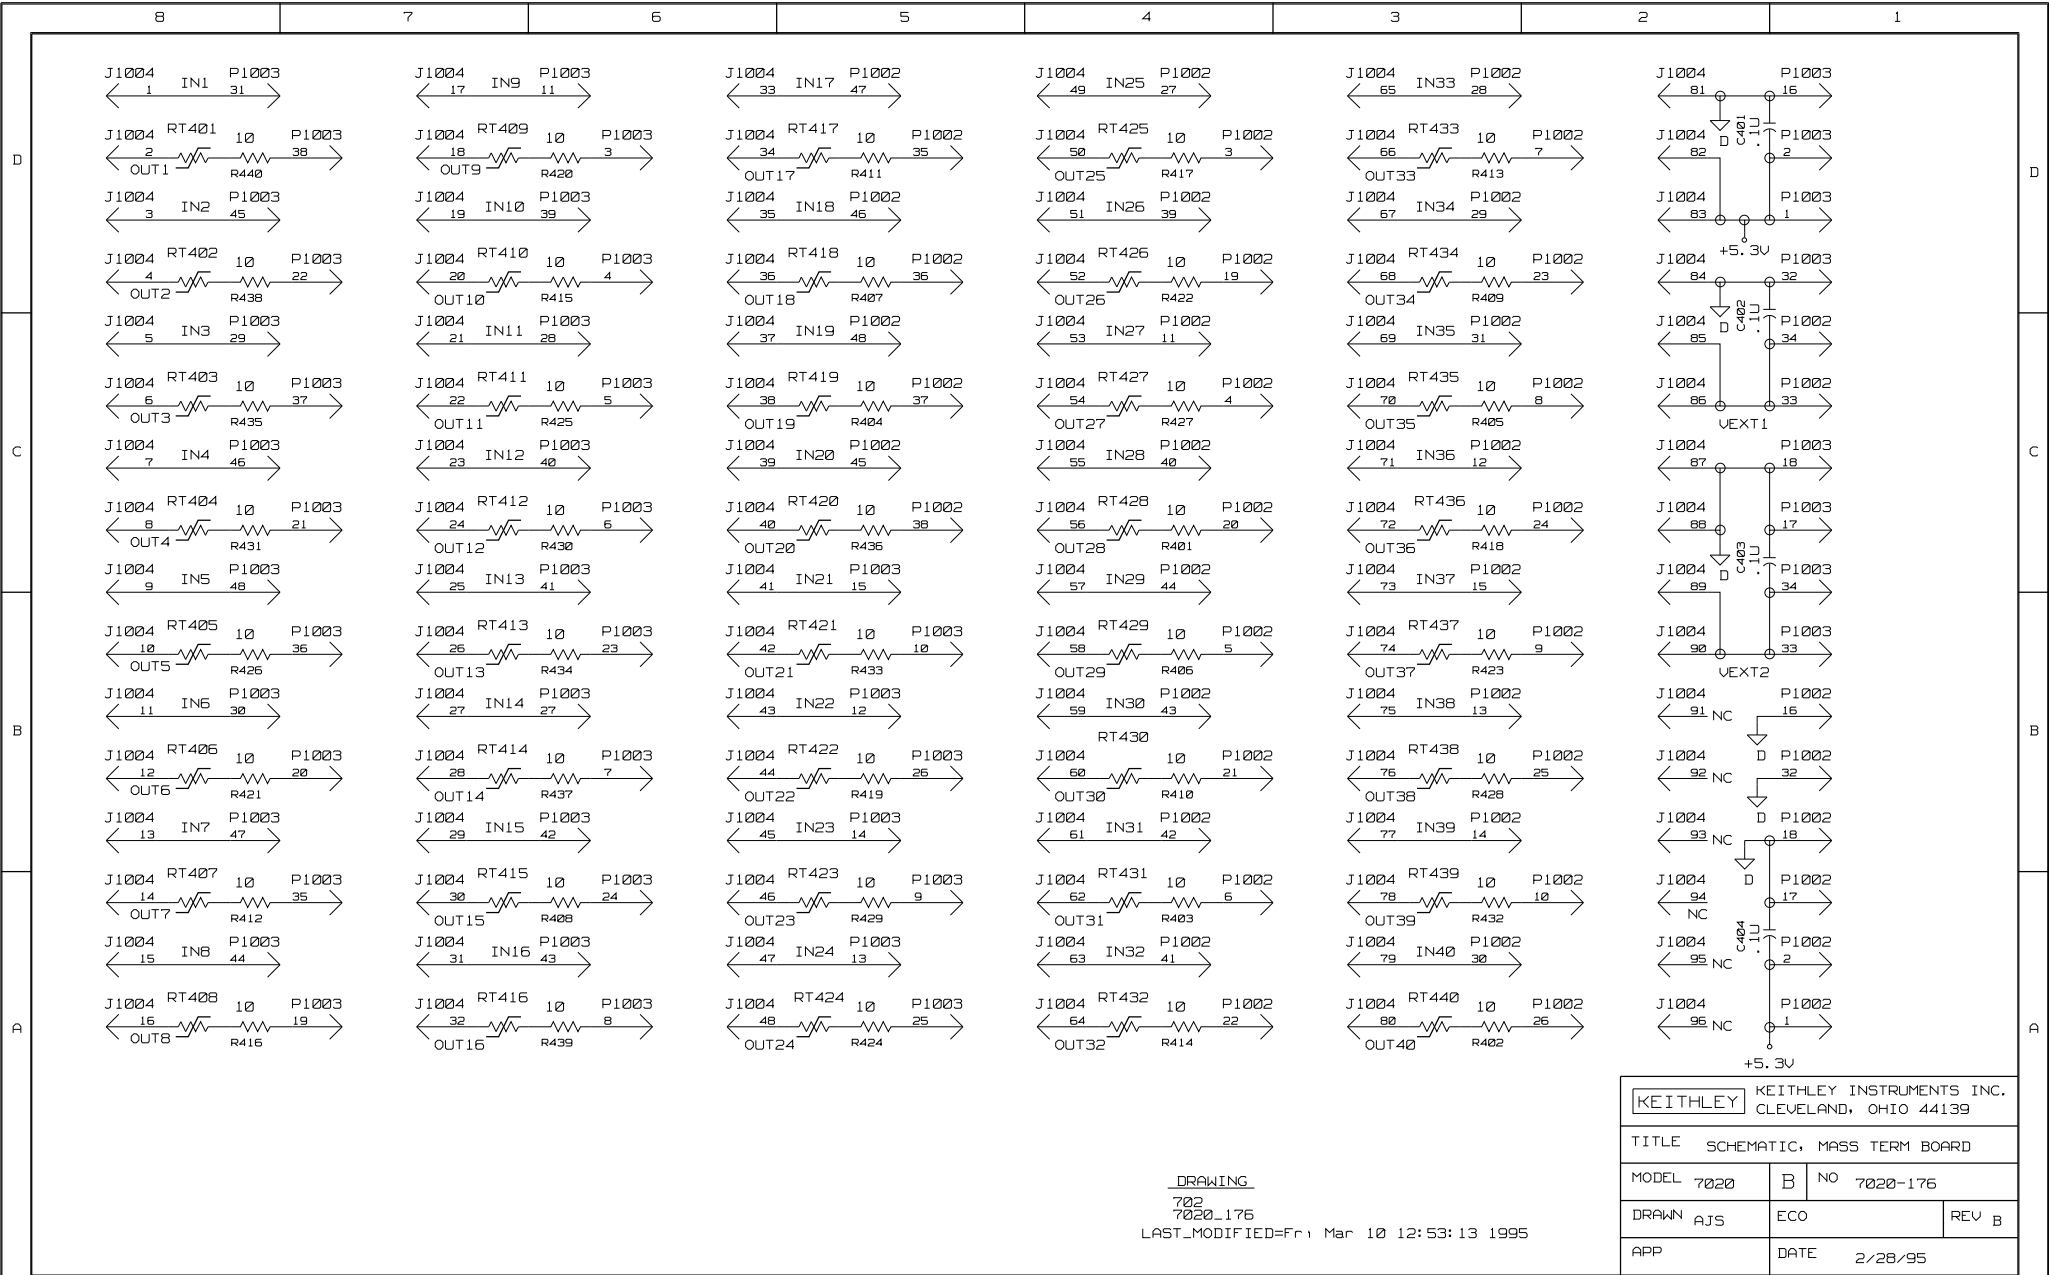 8 7 6 5 4 3 2 1
D
C
B
A
D
C
B
A
J1004 IN1 P1003
1 31
J1004 RT401 10 P1003
2 38
OUT1 R440
J1004 IN2 P1003
3 45
J1004 RT402 10 P1003
4 22
OUT2 R438
J1004 IN3 P1003
5 29
J1004 RT403 10 P1003
6 37
OUT3 R435
J1004 IN4 P1003
7 46
J1004 RT404 10 P1003
8 21
OUT4 R431
J1004 IN5 P1003
9 48
J1004 RT405 10 P1003
10 36
OUT5 R426
J1004 IN6 P1003
11 30
J1004 RT406 10 P1003
12 20
OUT6 R421
J1004 IN7 P1003
13 47
J1004 RT407 10 P1003
14 35
OUT7 R412
J1004 IN8 P1003
15 44
J1004 RT408 10 P1003
16 19
OUT8 R416
J1004 IN9 P1003
17 11
J1004 RT409 10 P1003
18 3
OUT9 R420
J1004 IN10 P1003
19 39
J1004 RT410 10 P1003
20 4
OUT10 R415
J1004 IN11 P1003
21 28
J1004 RT411 10 P1003
22 5
OUT11 R425
J1004 IN12 P1003
23 40
J1004 RT412 10 P1003
24 6
OUT12 R430
J1004 IN13 P1003
25 41
J1004 RT413 10 P1003
26 23
OUT13 R434
J1004 IN14 P1003
27 27
J1004 RT414 10 P1003
28 7
OUT14 R437
J1004 IN15 P1003
29 42
J1004 RT415 10 P1003
30 24
OUT15 R408
J1004 IN16 P1003
31 43
J1004 RT416 10 P1003
32 8
OUT16 R439
J1004 IN17 P1002
33 47
J1004 RT417 10 P1002
34 35
OUT17 R411
J1004 IN18 P1002
35 46
J1004 RT418 10 P1002
36 36
OUT18 R407
J1004 IN19 P1002
37 48
J1004 RT419 10 P1002
38 37
OUT19 R404
J1004 IN20 P1002
39 45
J1004 RT420 10 P1002
40 38
OUT20 R436
J1004 IN21 P1003
41 15
J1004 RT421 10 P1003
42 10
OUT21 R433
J1004 IN22 P1003
43 12
J1004 RT422 10 P1003
44 26
OUT22 R419
J1004 IN23 P1003
45 14
J1004 RT423 10 P1003
46 9
OUT23 R429
J1004 IN24 P1003
47 13
J1004 RT424 10 P1003
48 25
OUT24 R424
J1004 IN25 P1002
49 27
J1004 RT425 10 P1002
50 3
OUT25 R417
J1004 IN26 P1002
51 39
J1004 RT426 10 P1002
52 19
OUT26 R422
J1004 IN27 P1002
53 11
J1004 RT427 10 P1002
54 4
OUT27 R427
J1004 IN28 P1002
55 40
J1004 RT428 10 P1002
56 20
OUT28 R401
J1004 IN29 P1002
57 44
J1004 RT429 10 P1002
58 5
OUT29 R406
J1004 IN30 P1002
59 43
RT430
J1004 10 P1002
60 21
OUT30 R410
J1004 IN31 P1002
61 42
J1004 RT431 10 P1002
62 6
OUT31 R403
J1004 IN32 P1002
63 41
J1004 RT432 10 P1002
64 22
OUT32 R414
J1004 IN33 P1002
65 28
J1004 RT433 10 P1002
66 7
OUT33 R413
J1004 IN34 P1002
67 29
J1004 RT434 10 P1002
68 23
OUT34 R409
J1004 IN35 P1002
69 31
J1004 RT435 10 P1002
70 8
OUT35 R405
J1004 IN36 P1002
71 12
J1004 RT436 10 P1002
72 24
OUT36 R418
J1004 IN37 P1002
73 15
J1004 RT437 10 P1002
74 9
OUT37 R423
J1004 IN38 P1002
75 13
J1004 RT438 10 P1002
76 25
OUT38 R428
J1004 IN39 P1002
77 14
J1004 RT439 10 P1002
78 10
OUT39 R432
J1004 IN40 P1002
79 30
J1004 RT440 10 P1002
80 26
OUT40 R402
J1004 P1003
81 16
D C401 .1U
J1004 P1003
82 2
J1004 P1003
83 1
+5.3V
J1004 P1003
84 32
D C402 .1U
J1004 P1002
85 34
J1004 P1002
86 33
VEXT1
J1004 P1003
87 18
J1004 P1003
88 17
D C403 .1U
J1004 P1003
89 34
J1004 P1003
90 33
VEXT2
J1004 P1002
91 NC 16
D
J1004 P1002
92 NC 32
D
J1004 P1002
93 NC 18
D
J1004 P1002
94 17
NC
C404 .1U
J1004 P1002
95 NC 2
J1004 P1002
96 NC 1
+5.3V
DRAWING
702
7020_176
LAST_MODIFIED=Fri Mar 10 12:53:13 1995
KEITHLEY KEITHLEY INSTRUMENTS INC.
CLEVELAND, OHIO 44139
TITLE SCHEMATIC, MASS TERM BOARD
MODEL 7020 B NO 7020-176
DRAWN AJS ECO REV B
APP DATE 2/28/95